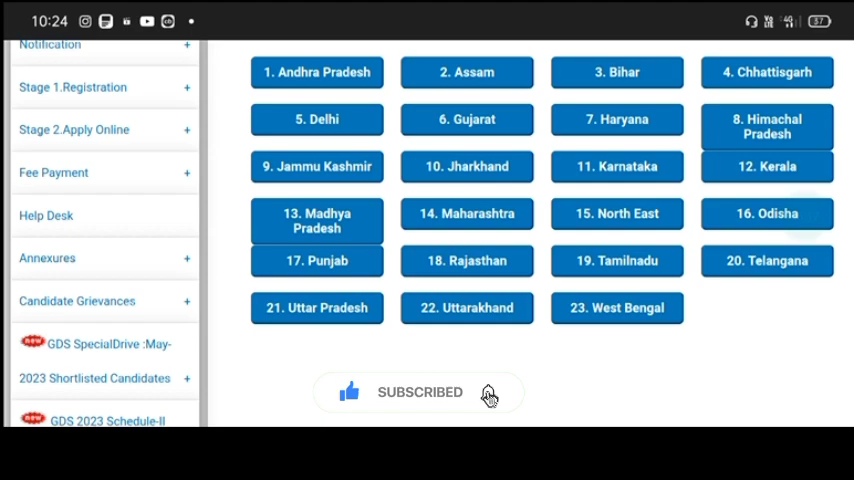 10:24
37
Notification +
Stage 1.Registration +
Stage 2.Apply Online +
Fee Payment +
Help Desk
Annexures +
Candidate Grievances +
new GDS SpecialDrive :May-
2023 Shortlisted Candidates +
new GDS 2023 Schedule-II
1. Andhra Pradesh
2. Assam
3. Bihar
4. Chhattisgarh
5. Delhi
6. Gujarat
7. Haryana
8. Himachal
Pradesh
9. Jammu Kashmir
10. Jharkhand
11. Karnataka
12. Kerala
13. Madhya
Pradesh
14. Maharashtra
15. North East
16. Odisha
17. Punjab
18. Rajasthan
19. Tamilnadu
20. Telangana
21. Uttar Pradesh
22. Uttarakhand
23. West Bengal
SUBSCRIBED